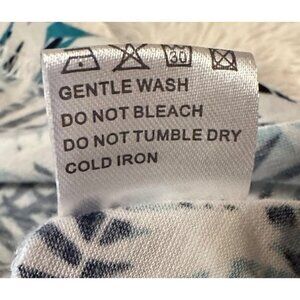 30
GENTLE WASH
DO NOT BLEACH
DO NOT TUMBLE DRY
COLD IRON